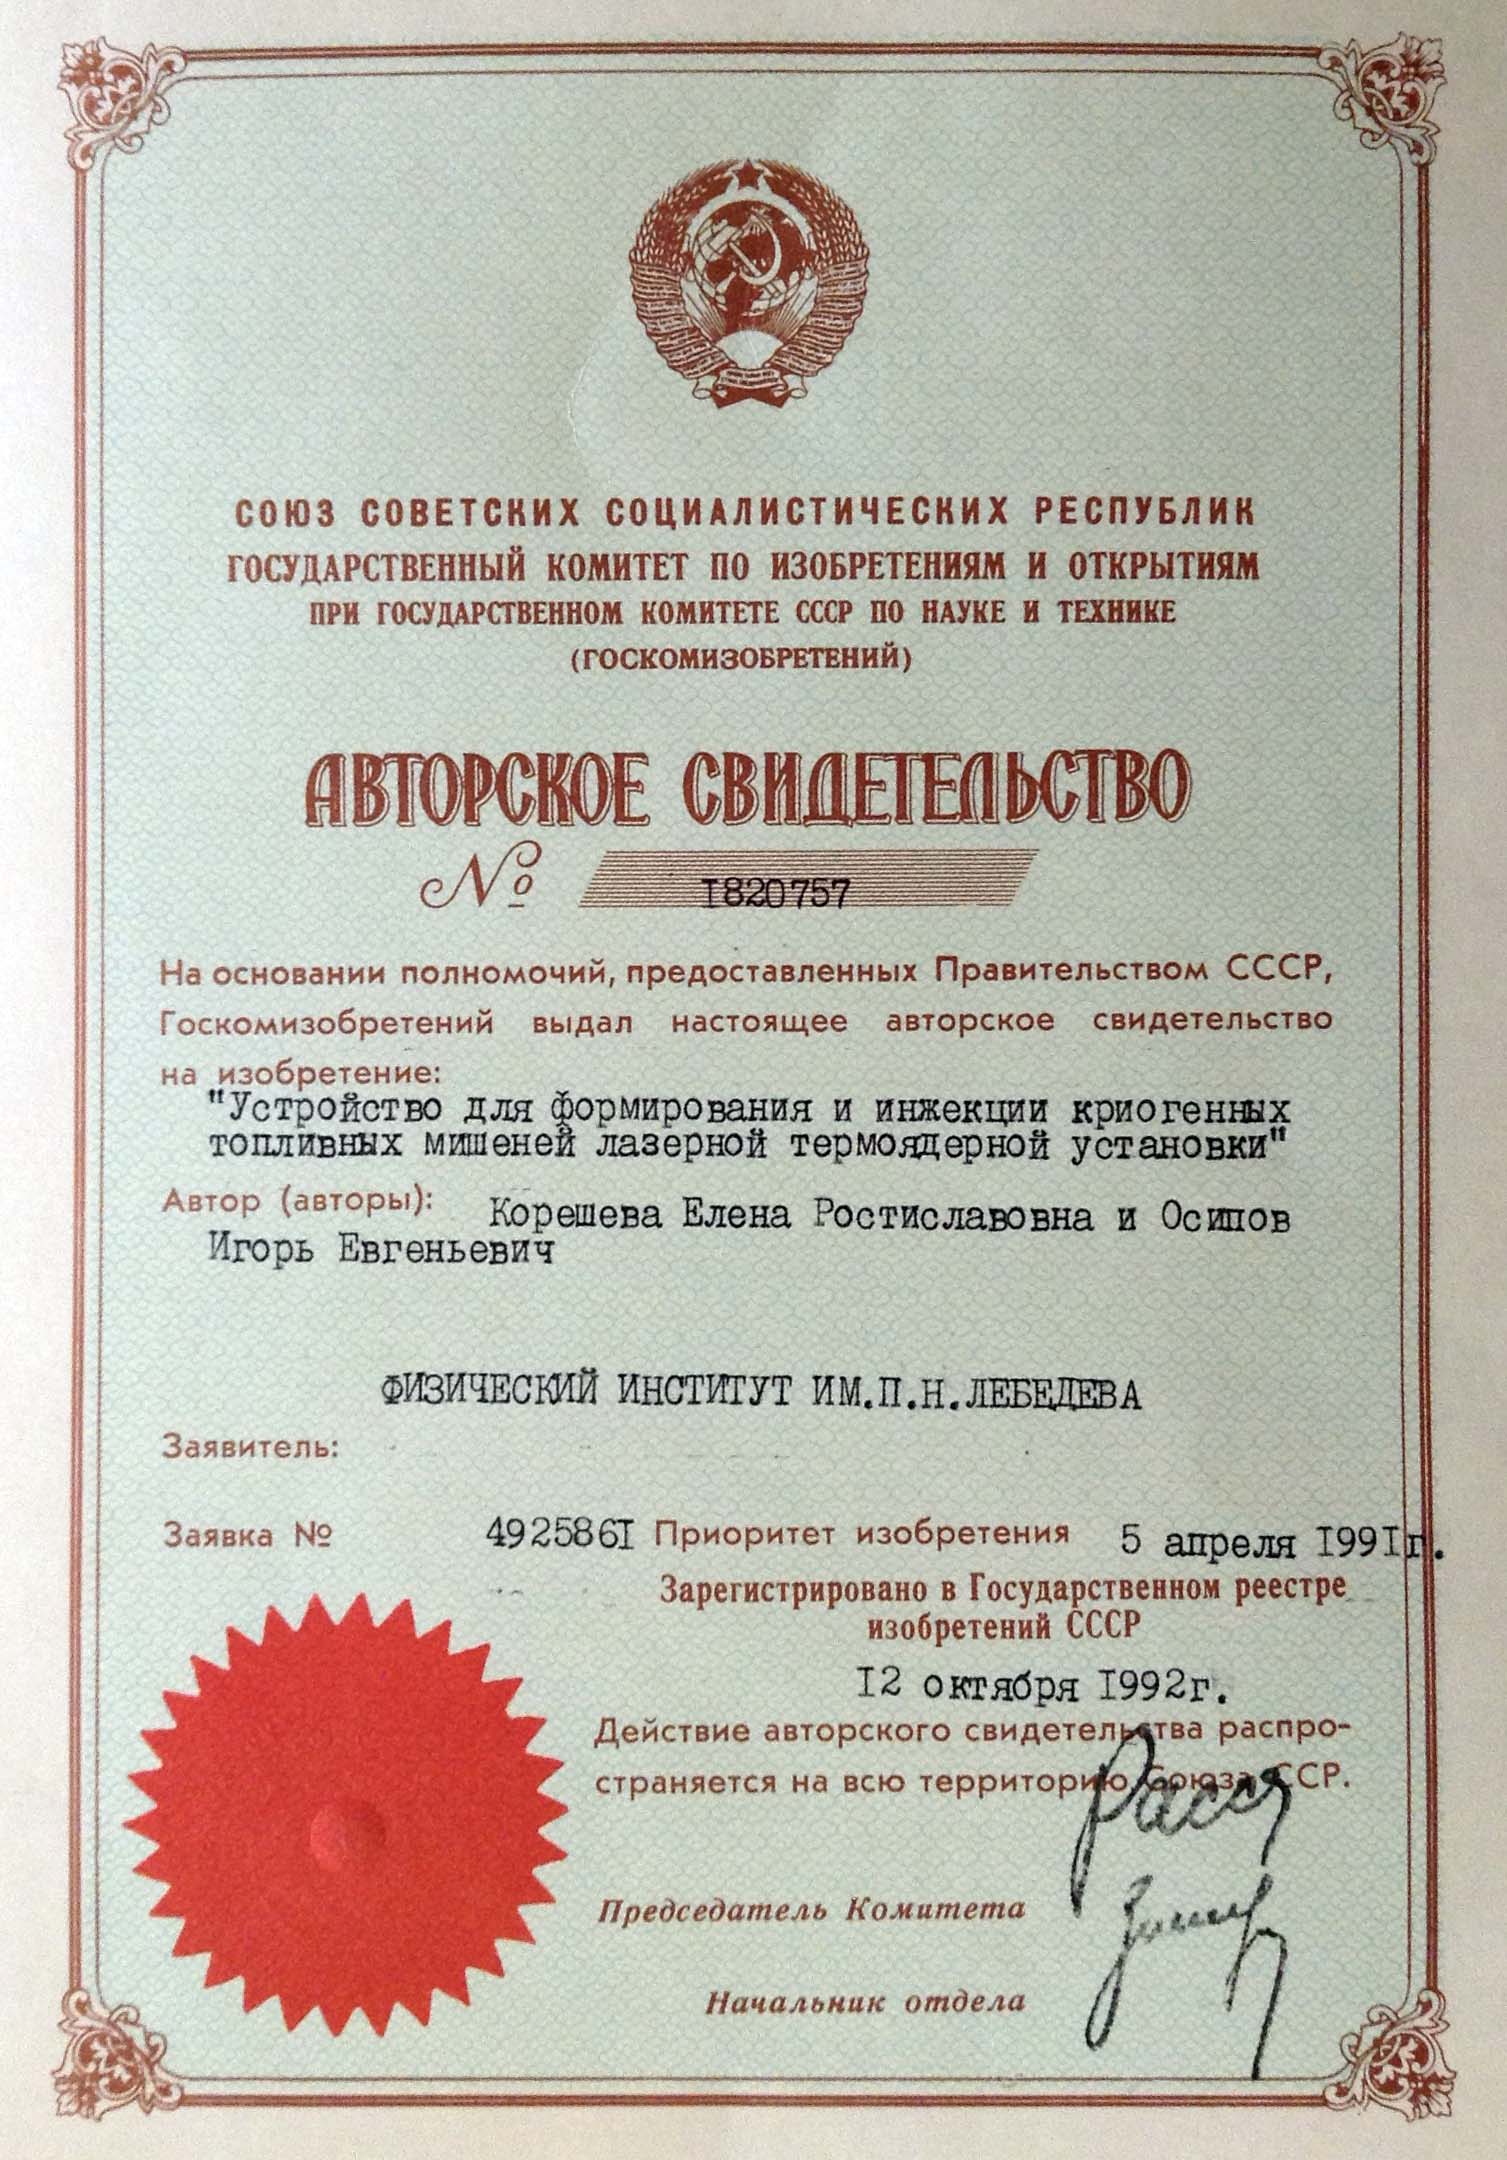 СОЮЗ СОВЕТСКИХ СОЦИАЛИСТИЧЕСКИХ РЕСПУБЛИК
ГОСУДАРСТВЕННЫЙ КОМИТЕТ ПО ИЗОБРЕТЕНИЯМ И ОТКРЫТИЯМ
ПРИ ГОСУДАРСТВЕННОМ КОМИТЕТЕ СССР ПО НАУКЕ И ТЕХНИКЕ
(ГОСКОМИЗОБРЕТЕНИЙ)
АВТОРСКОЕ СВИДЕТЕЛЬСТВО
№ I820757
На основании полномочий, предоставленных Правительством СССР,
Госкомизобретений выдал настоящее авторское свидетельство
на изобретение:
"Устройство для формирования и инжекции криогенных
топливных мишеней лазерной термоядерной установки"
Автор (авторы): Корешева Елена Ростиславовна и Осипов
Игорь Евгеньевич
ФИЗИЧЕСКИЙ ИНСТИТУТ ИМ.П.Н.ЛЕБЕДЕВА
Заявитель:
Заявка № 492586I Приоритет изобретения 5 апреля I99Iг.
Зарегистрировано в Государственном реестре
изобретений СССР
I2 октября I992г.
Действие авторского свидетельства распро-
страняется на всю территорию Союза ССР.
Председатель Комитета
Начальник отдела